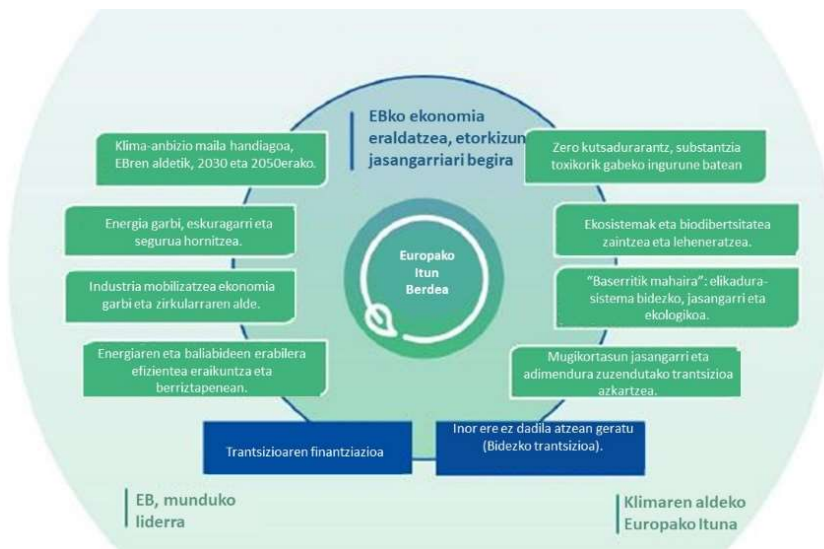 EBko ekonomia
eraldatzea, etorkizun
jasangarriari begira
Klima-anbizio maila handiagoa,
EBren aldetik, 2030 eta 2050erako.
Energia garbi, eskuragarri eta
segurua hornitzea.
Industria mobilizatzea ekonomia
garbi eta zirkularraren alde.
Energiaren eta baliabideen erabilera
efizientea eraikuntza eta
berriztapenean.
Europako
Itun
Berdea
Zero kutsadurarantz, substantzia
toxikorik gabeko ingurune batean
Ekosistemak eta biodibertsitatea
zaintzea eta leheneratzea.
"Baserritik mahaira": elikadura-
sistema bidezko, jasangarri eta
ekologikoa.
Mugikortasun jasangarri eta
adimendura zuzendutako trantsizioa
azkartzea.
Trantsizioaren finantziazioa
Inor ere ez dadila atzean geratu
(Bidezko trantsizioa).
EB, munduko
liderra
Klimaren aldeko
Europako Ituna